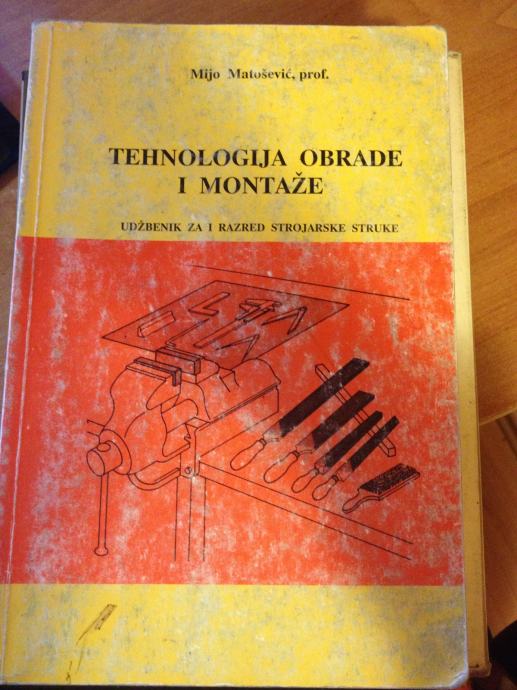 Mijo Matošević, prof.
TEHNOLOGIJA OBRADE
I MONTAŽE
UDŽBENIK ZA I RAZRED STROJARSKE STRUKE